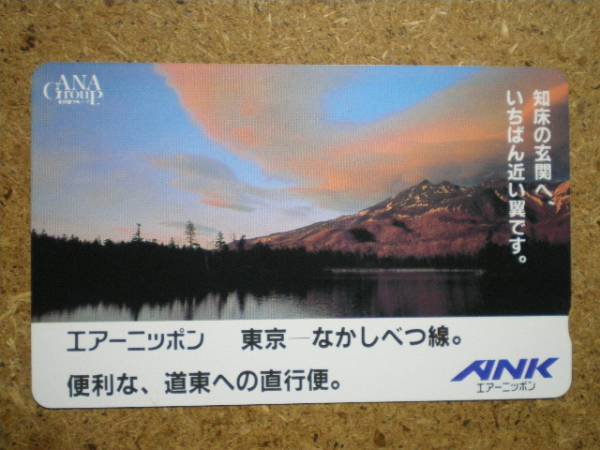 ANA
GROUP
知床の玄関へ、
いちばん近い翼です。
エアーニッポン 東京—なかしべつ線。
便利な、道東への直行便。
ANK
エアーニッポン